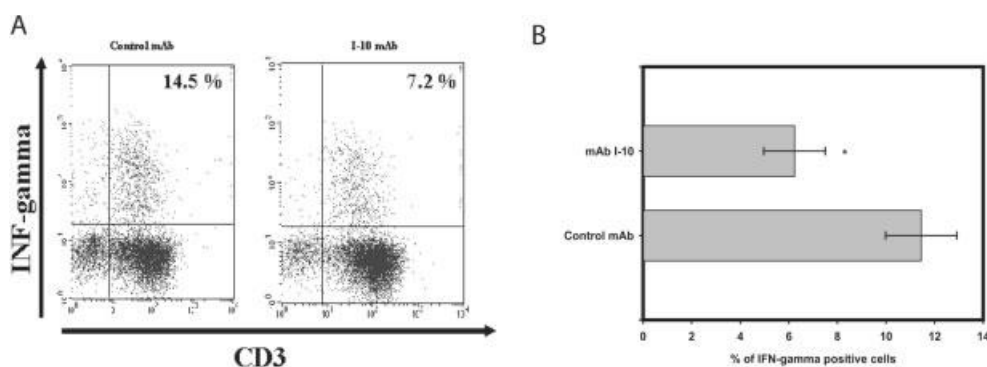 A
Control mAb
14.5 %
I-10 mAb
7.2 %
INF-gamma
CD3
B
mAb I-10
*
Control mAb
0 2 4 6 8 10 12 14
% of IFN-gamma positive cells